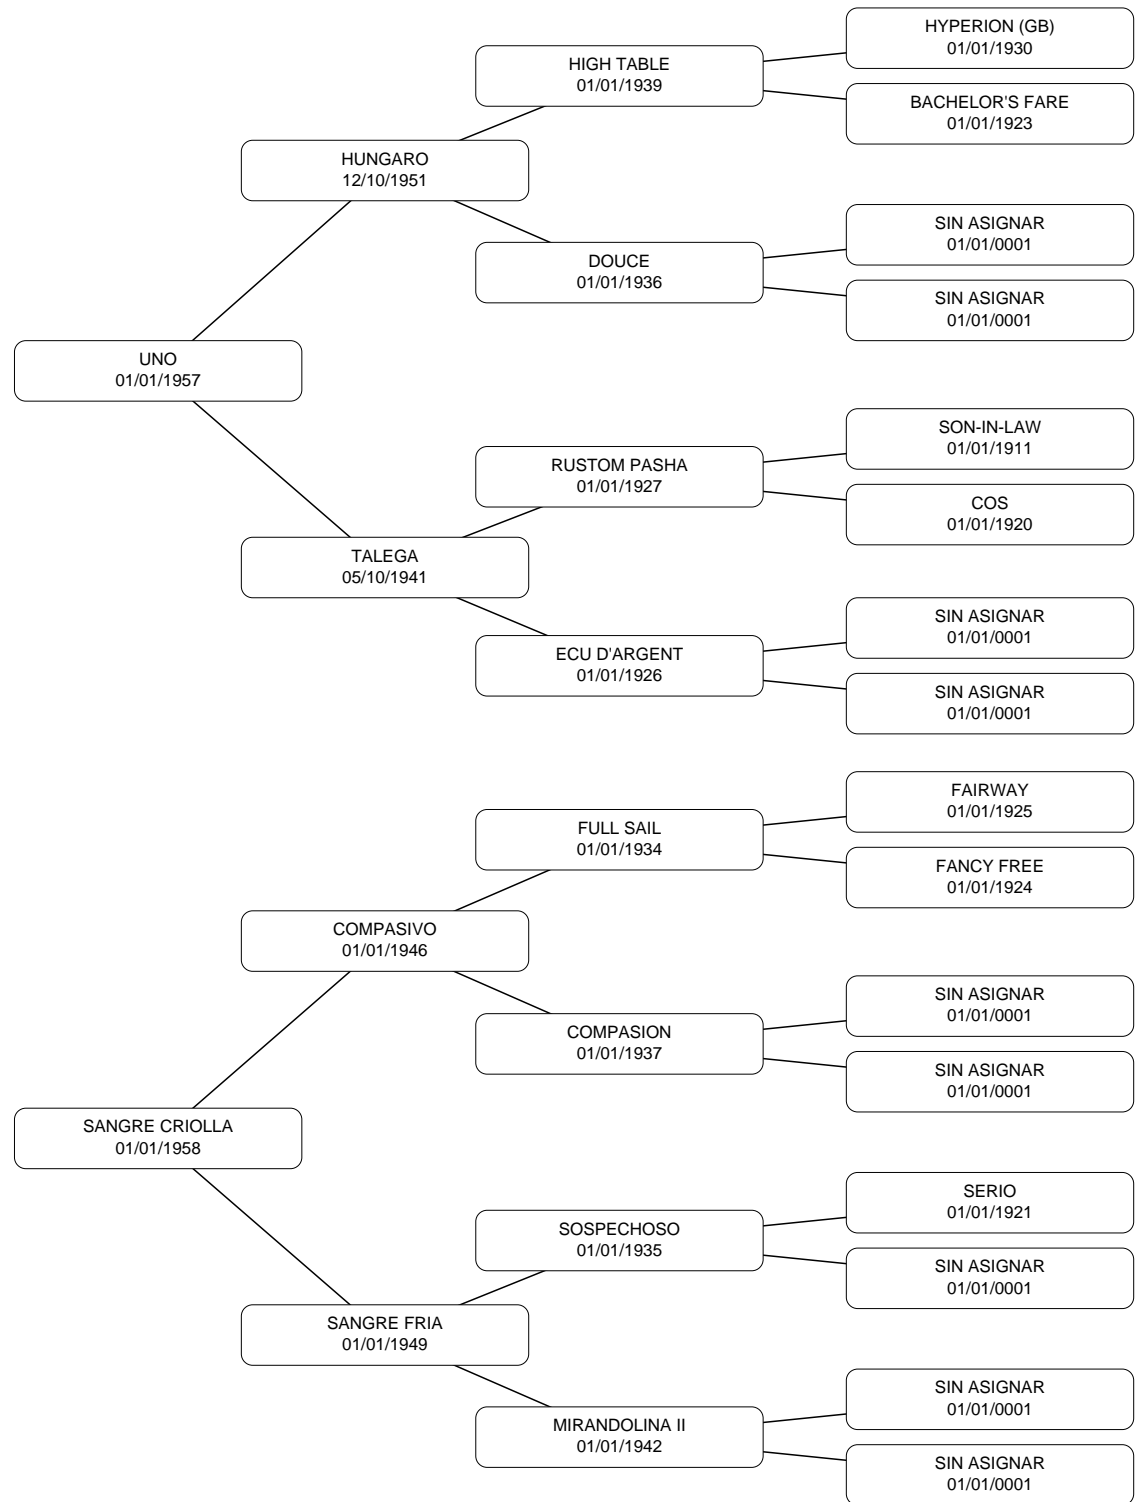 HYPERION (GB)
01/01/1930
HIGH TABLE
01/01/1939
BACHELOR'S FARE
01/01/1923
HUNGARO
12/10/1951
SIN ASIGNAR
01/01/0001
DOUCE
01/01/1936
SIN ASIGNAR
01/01/0001
UNO
01/01/1957
SON-IN-LAW
01/01/1911
RUSTOM PASHA
01/01/1927
COS
01/01/1920
TALEGA
05/10/1941
SIN ASIGNAR
01/01/0001
ECU D'ARGENT
01/01/1926
SIN ASIGNAR
01/01/0001
FAIRWAY
01/01/1925
FULL SAIL
01/01/1934
FANCY FREE
01/01/1924
COMPASIVO
01/01/1946
SIN ASIGNAR
01/01/0001
COMPASION
01/01/1937
SIN ASIGNAR
01/01/0001
SANGRE CRIOLLA
01/01/1958
SERIO
01/01/1921
SOSPECHOSO
01/01/1935
SIN ASIGNAR
01/01/0001
SANGRE FRIA
01/01/1949
SIN ASIGNAR
01/01/0001
MIRANDOLINA II
01/01/1942
SIN ASIGNAR
01/01/0001